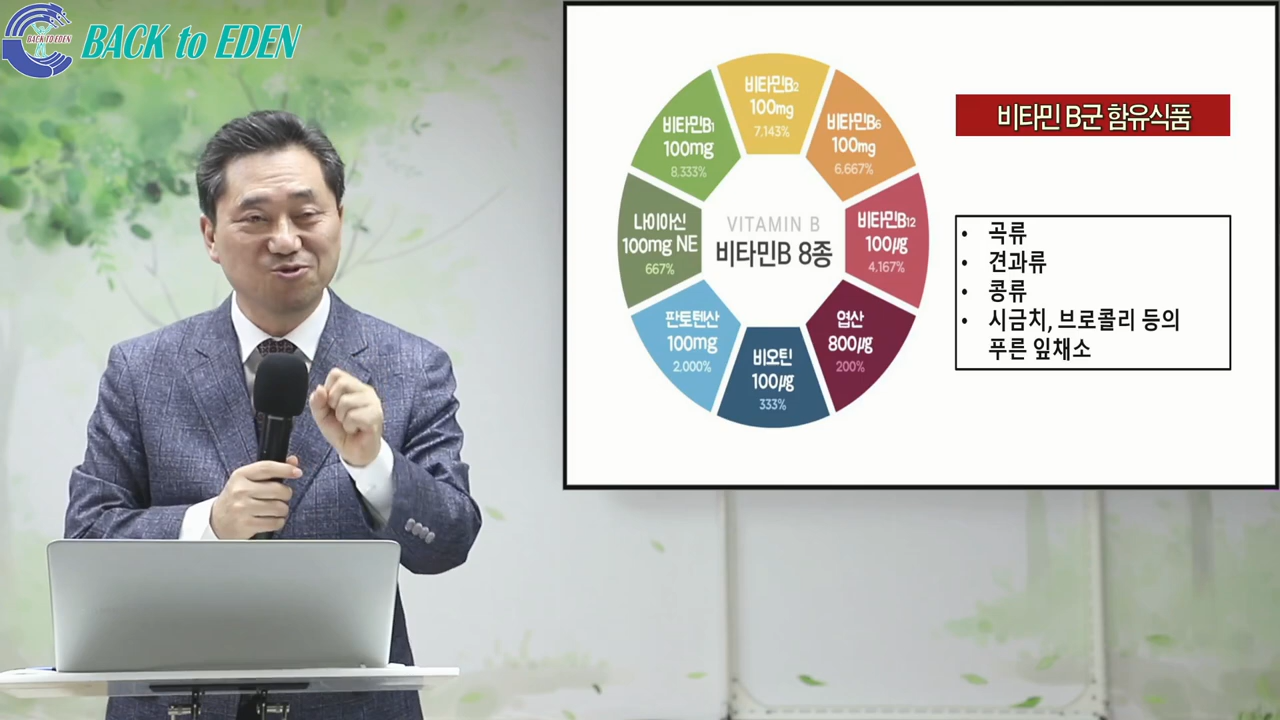 BACK TO EDEN
BACK to EDEN
비타민B2
100mg
7,143%
비타민B6
100mg
6,667%
비타민B12
100µg
4,167%
엽산
800µg
200%
비오틴
100µg
333%
판토텐산
100mg
2,000%
나이아신
100mg NE
667%
비타민B1
100mg
8,333%
VITAMIN B
비타민B 8종
비타민 B군 함유식품
• 곡류
• 견과류
• 콩류
• 시금치, 브로콜리 등의
푸른 잎채소